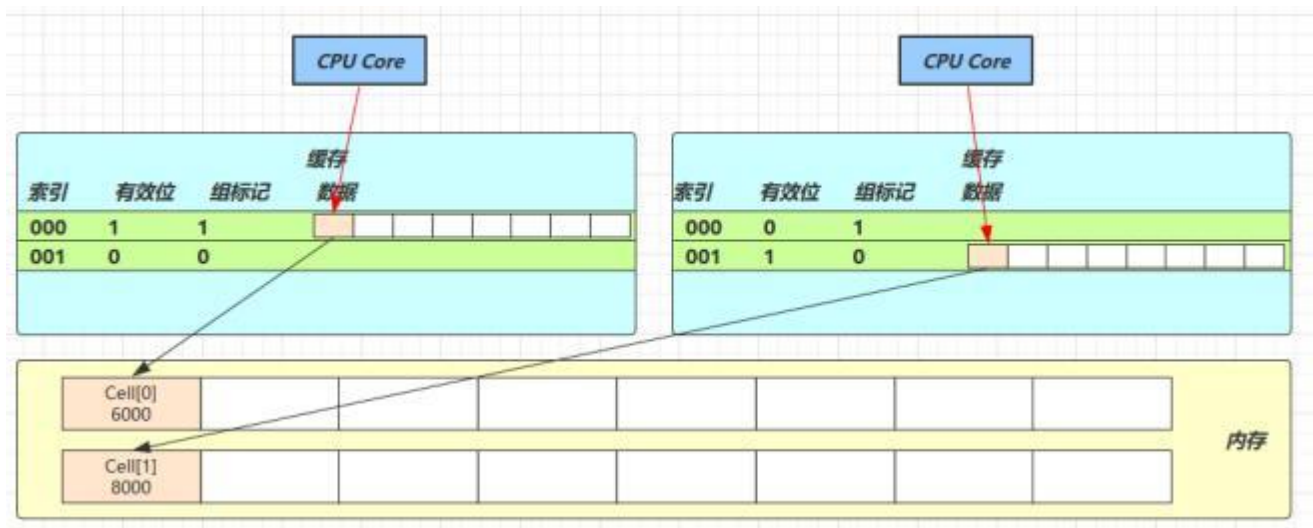 CPU Core
CPU Core
缓存
索引 有效位 组标记 数据
000 1 1
001 0 0
缓存
索引 有效位 组标记 数据
000 0 1
001 1 0
Cell[0]
6000
Cell[1]
8000
内存